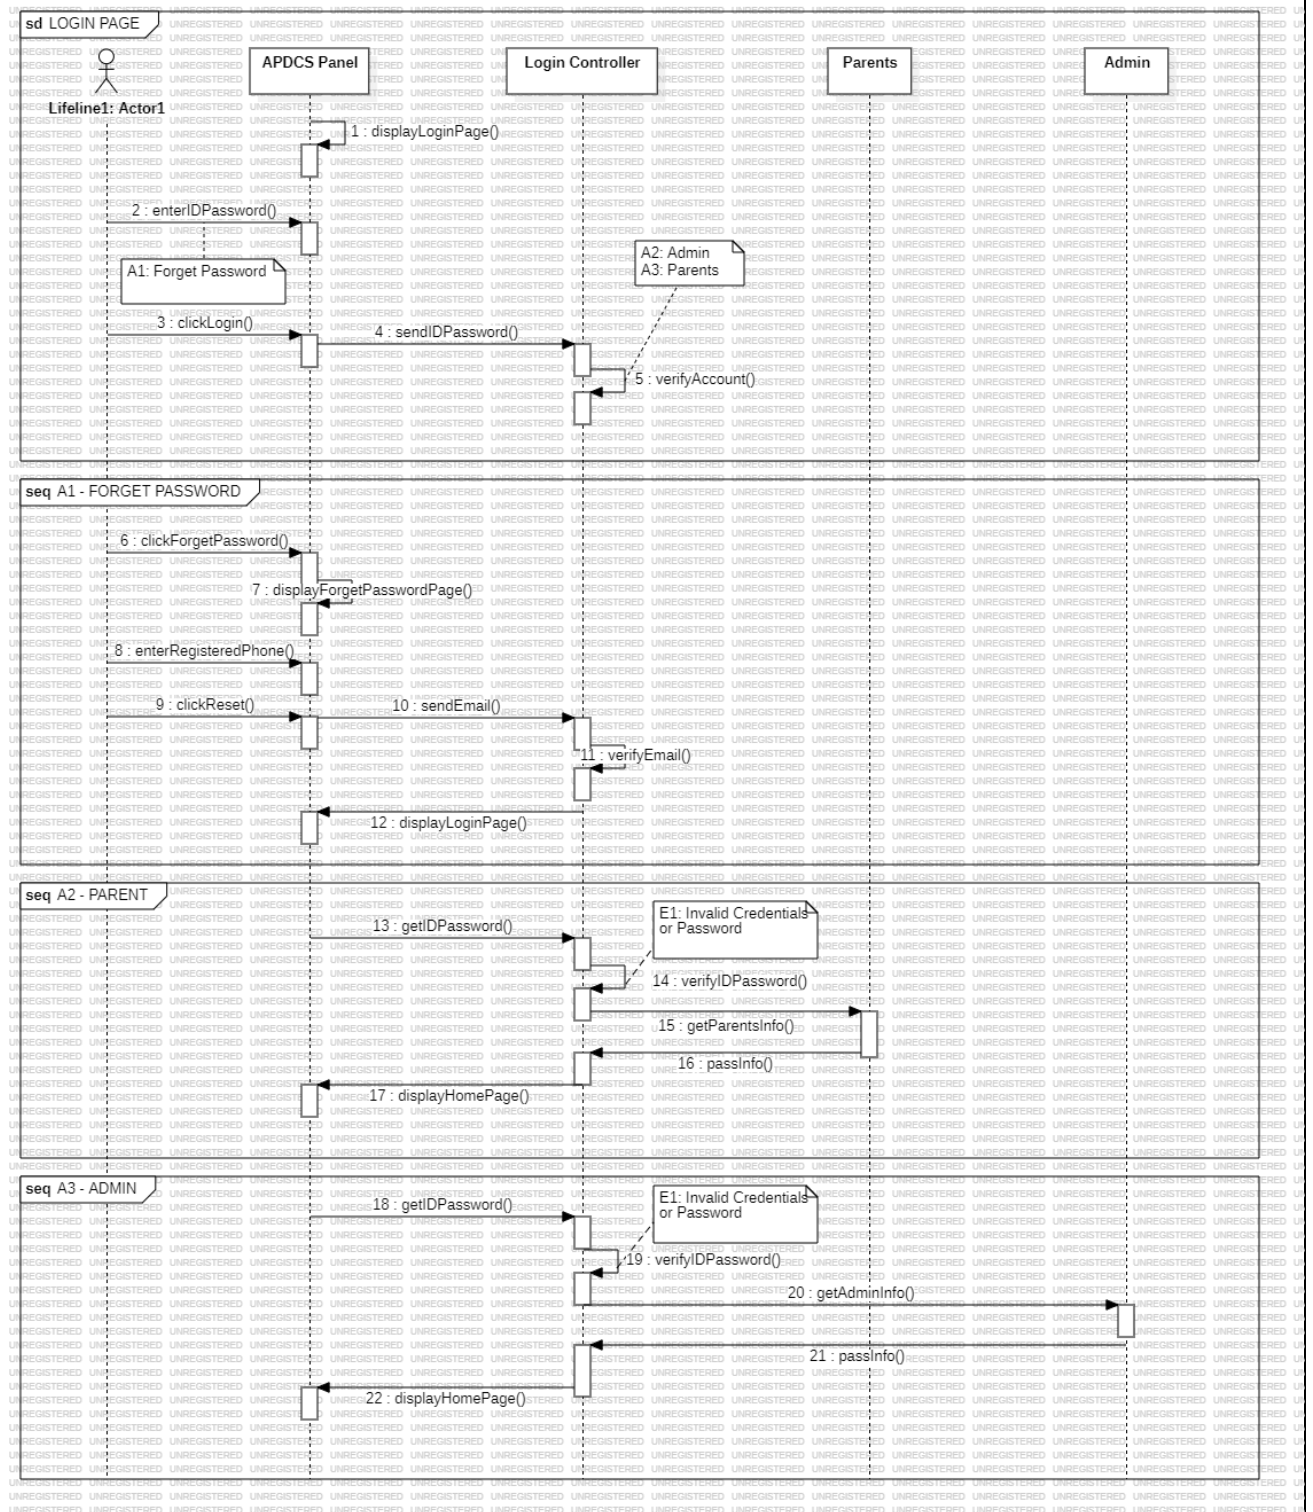 sd LOGIN PAGE
APDCS Panel
Login Controller
Parents
Admin
Lifeline1: Actor1
1 : displayLoginPage()
2 : enterIDPassword()
A2: Admin
A3: Parents
A1: Forget Password
3 : clickLogin()
4 : sendIDPassword()
5 : verifyAccount()
seq A1 - FORGET PASSWORD
6 : clickForgetPassword()
7 : displayForgetPasswordPage()
8 : enterRegisteredPhone()
9 : clickReset()
10 : sendEmail()
11 : verifyEmail()
12 : displayLoginPage()
seq A2 - PARENT
E1: Invalid Credentials
or Password
13 : getIDPassword()
14 : verifyIDPassword()
15 : getParentsInfo()
16 : passInfo()
17 : displayHomePage()
seq A3 - ADMIN
E1: Invalid Credentials
or Password
18 : getIDPassword()
19 : verifyIDPassword()
20 : getAdminInfo()
21 : passInfo()
22 : displayHomePage()
UNREGISTERED